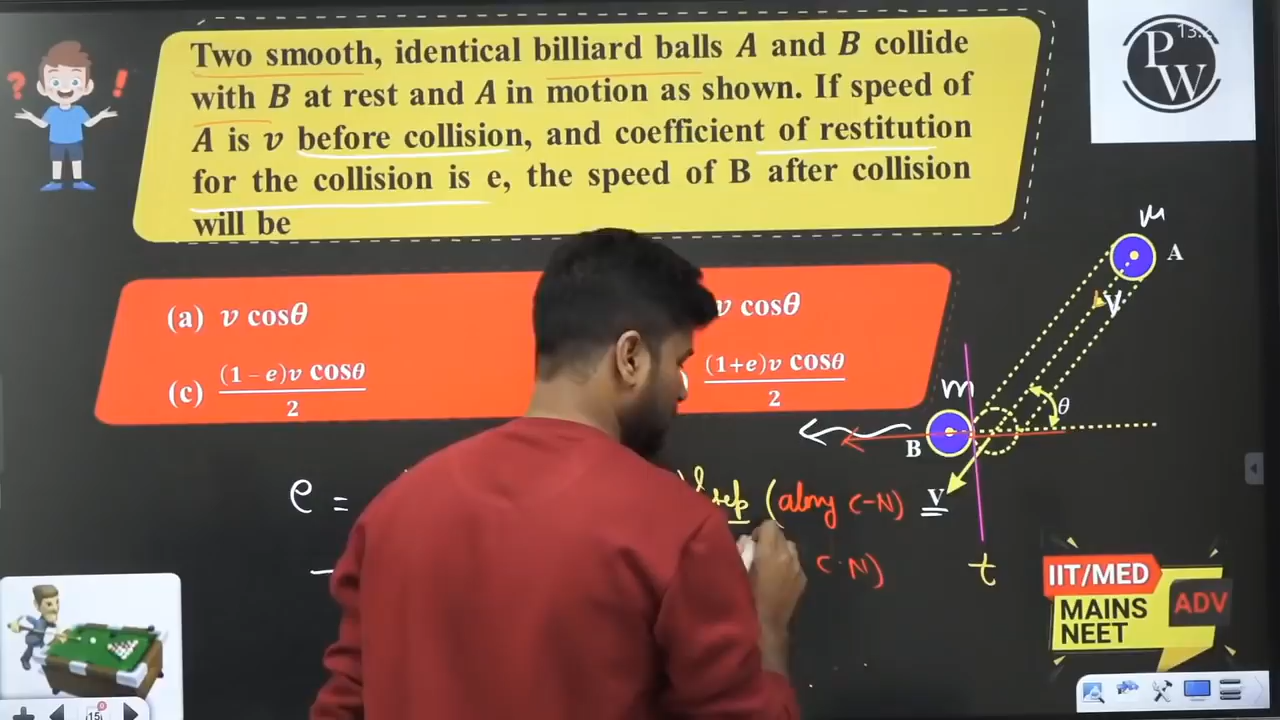 Two smooth, identical billiard balls A and B collide
with B at rest and A in motion as shown. If speed of
A is v before collision, and coefficient of restitution
for the collision is e, the speed of B after collision
will be
(a) v cosθ
v cosθ
(c) (1 - e)v cosθ / 2
(1+e)v cosθ / 2
? !
PW
m
A
V
m
θ
B
v
t
e =
sep (along C-N)
C.N)
IIT/MED
MAINS
NEET
ADV
15